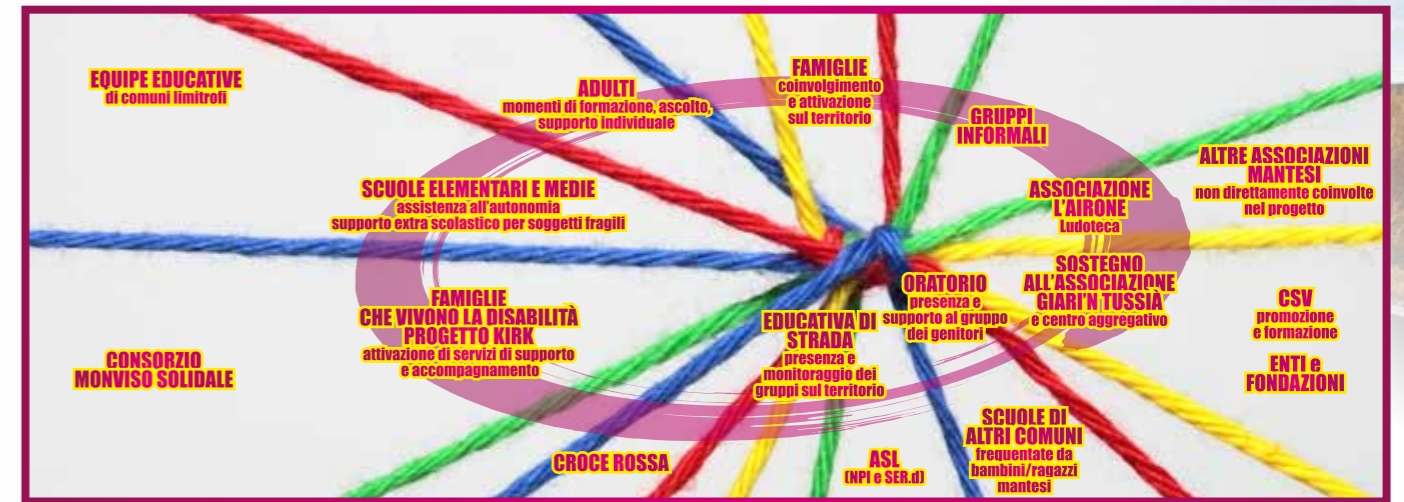 EQUIPE EDUCATIVE
di comuni limitrofi
ADULTI
momenti di formazione, ascolto,
supporto individuale
FAMIGLIE
coinvolgimento
e attivazione
sul territorio
GRUPPI
INFORMALI
ALTRE ASSOCIAZIONI
MANTESI
non direttamente coinvolte
nel progetto
SCUOLE ELEMENTARI E MEDIE
assistenza all'autonomia
supporto extra scolastico per soggetti fragili
ASSOCIAZIONE
L'AIRONE
Ludoteca
FAMIGLIE
CHE VIVONO LA DISABILITÀ
PROGETTO KIRK
attivazione di servizi di supporto
e accompagnamento
EDUCATIVA DI
STRADA
presenza e
monitoraggio dei
gruppi sul territorio
ORATORIO
presenza e
supporto al gruppo
dei genitori
SOSTEGNO
ALL'ASSOCIAZIONE
GIARI'N TUSSIÀ
e centro aggregativo
CSV
promozione
e formazione
ENTI e
FONDAZIONI
CONSORZIO
MONVISO SOLIDALE
CROCE ROSSA
ASL
(NPI e SER.d)
SCUOLE DI
ALTRI COMUNI
frequentate da
bambini/ragazzi
mantesi